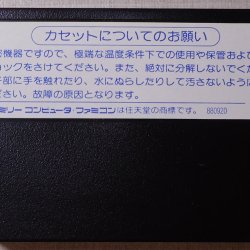 カセットについてのお願い
密機器ですので、極端な温度条件下での使用や保管およ
ョックをさけてください。また、絶対に分解しないでく
子部に手を触れたり、水にぬらしたりして汚さないよう
ださい。故障の原因となります。
ミリー コンピュータ・ファミコンは任天堂の商標です。 880920